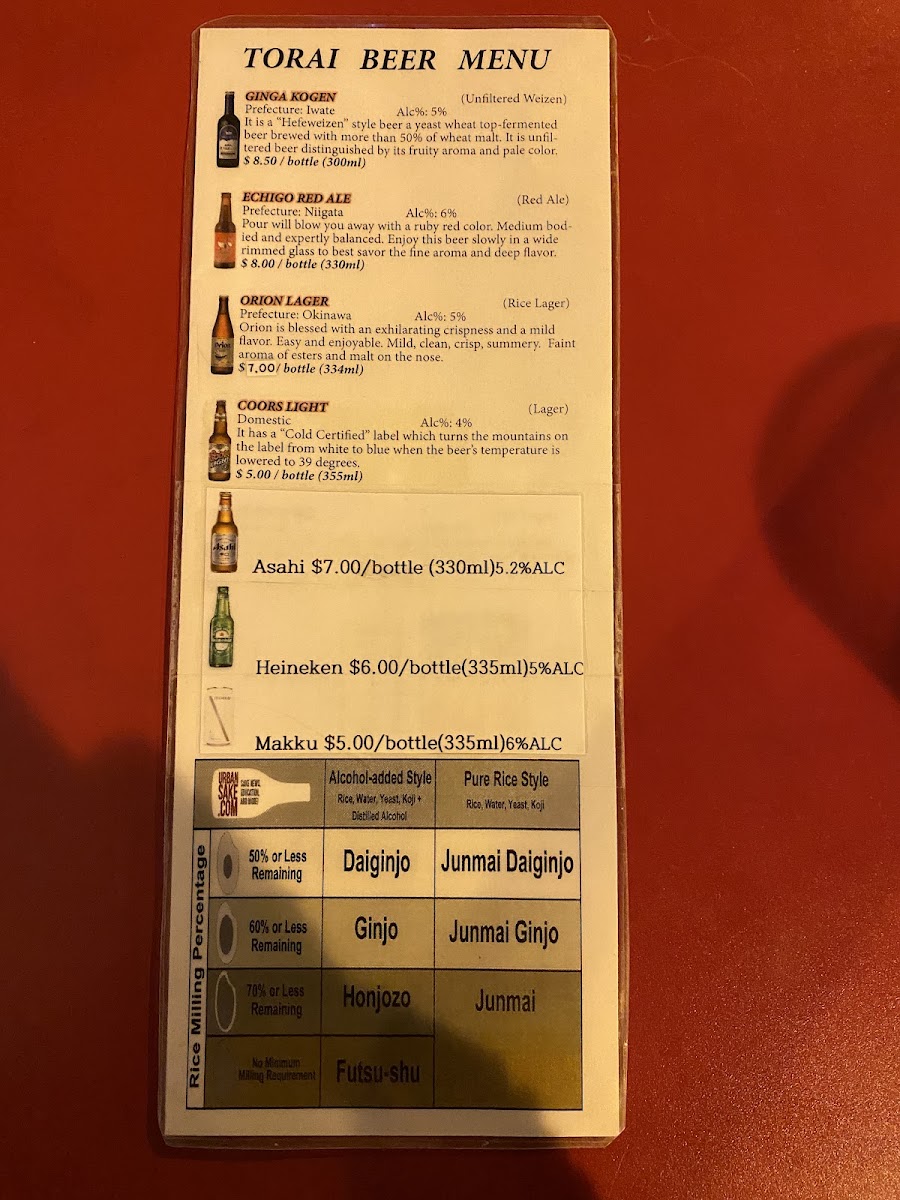 TORAI BEER MENU
GINGA KOGEN (Unfiltered Weizen)
Prefecture: Iwate Alc%: 5%
It is a "Hefeweizen" style beer a yeast wheat top-fermented
beer brewed with more than 50% of wheat malt. It is unfil-
tered beer distinguished by its fruity aroma and pale color.
$ 8.50 / bottle (300ml)
ECHIGO RED ALE (Red Ale)
Prefecture: Niigata Alc%: 6%
Pour will blow you away with a ruby red color. Medium bod-
ied and expertly balanced. Enjoy this beer slowly in a wide
rimmed glass to best savor the fine aroma and deep flavor.
$ 8.00 / bottle (330ml)
ORION LAGER (Rice Lager)
Prefecture: Okinawa Alc%: 5%
Orion is blessed with an exhilarating crispness and a mild
flavor. Easy and enjoyable. Mild, clean, crisp, summery. Faint
aroma of esters and malt on the nose.
$ 7.00/ bottle (334ml)
COORS LIGHT (Lager)
Domestic Alc%: 4%
It has a "Cold Certified" label which turns the mountains on
the label from white to blue when the beer's temperature is
lowered to 39 degrees.
$ 5.00 / bottle (355ml)
Asahi
Asahi $7.00/bottle (330ml)5.2%ALC
Heineken $6.00/bottle(335ml)5%ALC
Makku $5.00/bottle(335ml)6%ALC
URBAN
SAKE
.COM
SAKE NEWS,
EDUCATION,
AND MORE!
Alcohol-added Style
Rice, Water, Yeast, Koji +
Distilled Alcohol
Pure Rice Style
Rice, Water, Yeast, Koji
Rice Milling Percentage
50% or Less
Remaining
Daiginjo
Junmai Daiginjo
60% or Less
Remaining
Ginjo
Junmai Ginjo
70% or Less
Remaining
Honjozo
Junmai
No Minimum
Milling Requirement
Futsu-shu